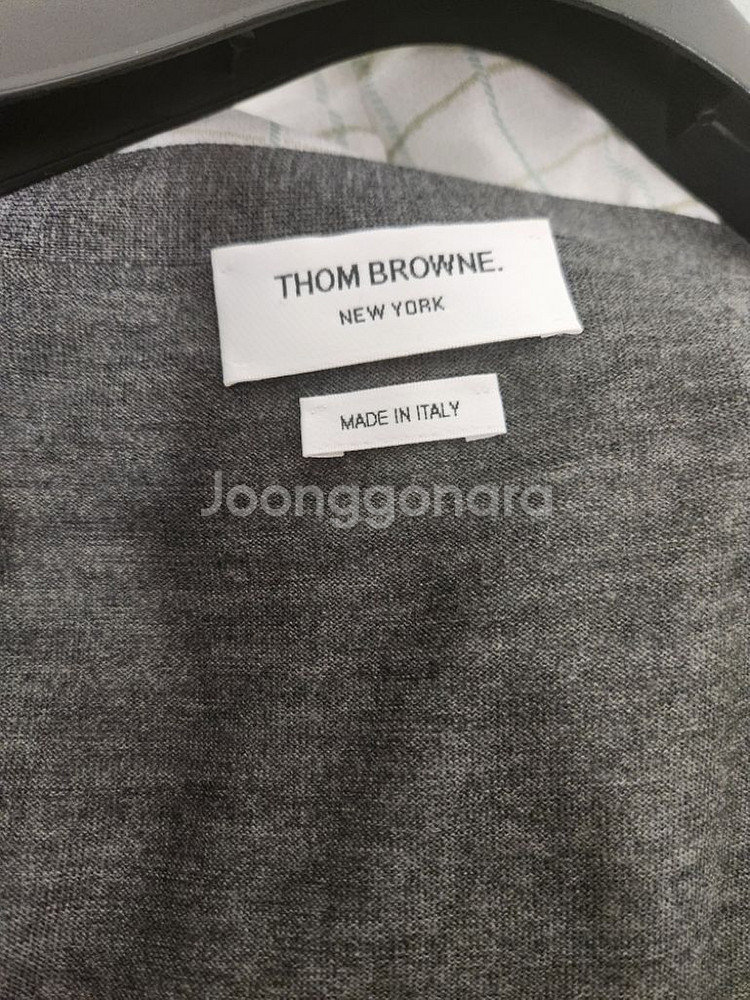 THOM BROWNE.
NEW YORK
MADE IN ITALY
Joonggonara